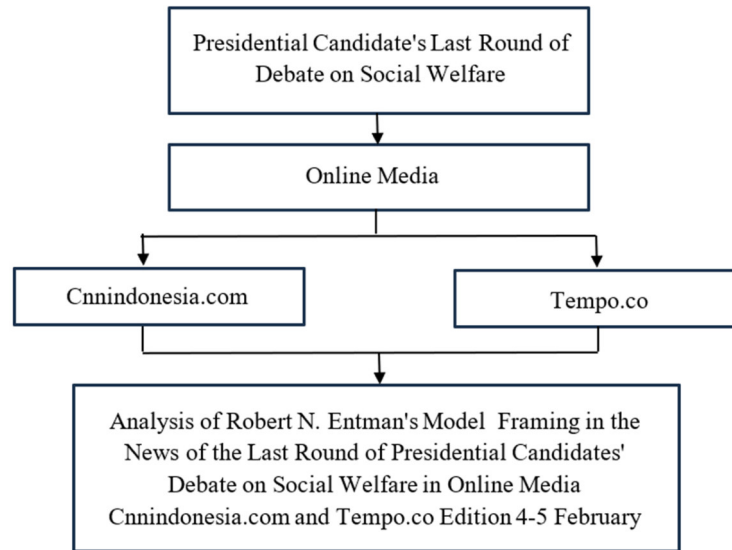 Presidential Candidate's Last Round of
Debate on Social Welfare
Online Media
Cnnindonesia.com
Tempo.co
Analysis of Robert N. Entman's Model Framing in the
News of the Last Round of Presidential Candidates'
Debate on Social Welfare in Online Media
Cnnindonesia.com and Tempo.co Edition 4-5 February